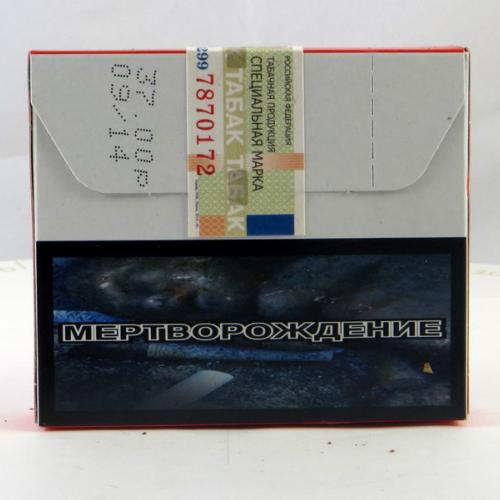 37.00р
09/14
299 7870172
ТАБАК ТАБАК
СПЕЦИАЛЬНАЯ МАРКА
ТАБАЧНАЯ ПРОДУКЦИЯ
РОССИЙСКАЯ ФЕДЕРАЦИЯ
МЕРТВОРОЖДЕНИЕ